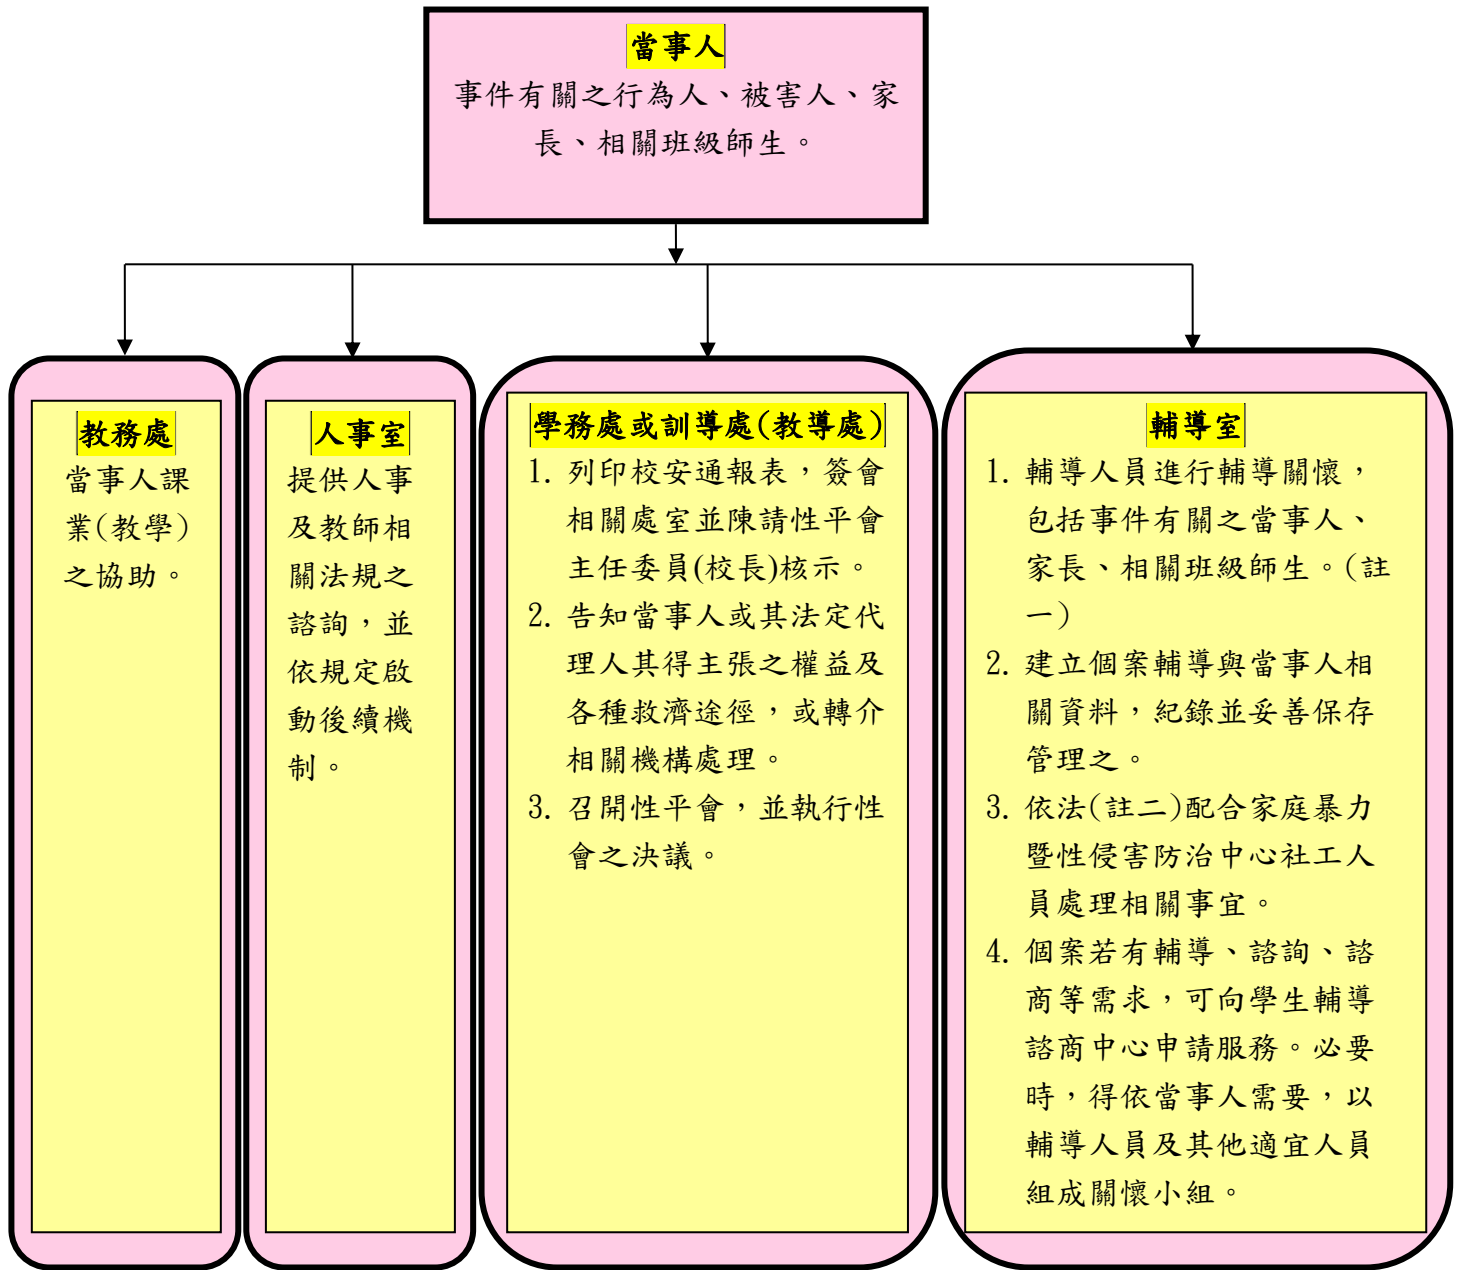 當事人
事件有關之行為人、被害人、家
長、相關班級師生。
教務處
當事人課
業(教學)
之協助。
人事室
提供人事
及教師相
關法規之
諮詢，並
依規定啟
動後續機
制。
學務處或訓導處(教導處)
1. 列印校安通報表，簽會
相關處室並陳請性平會
主任委員(校長)核示。
2. 告知當事人或其法定代
理人其得主張之權益及
各種救濟途徑，或轉介
相關機構處理。
3. 召開性平會，並執行性
會之決議。
輔導室
1. 輔導人員進行輔導關懷，
包括事件有關之當事人、
家長、相關班級師生。(註
一)
2. 建立個案輔導與當事人相
關資料，紀錄並妥善保存
管理之。
3. 依法(註二)配合家庭暴力
暨性侵害防治中心社工人
員處理相關事宜。
4. 個案若有輔導、諮詢、諮
商等需求，可向學生輔導
諮商中心申請服務。必要
時，得依當事人需要，以
輔導人員及其他適宜人員
組成關懷小組。